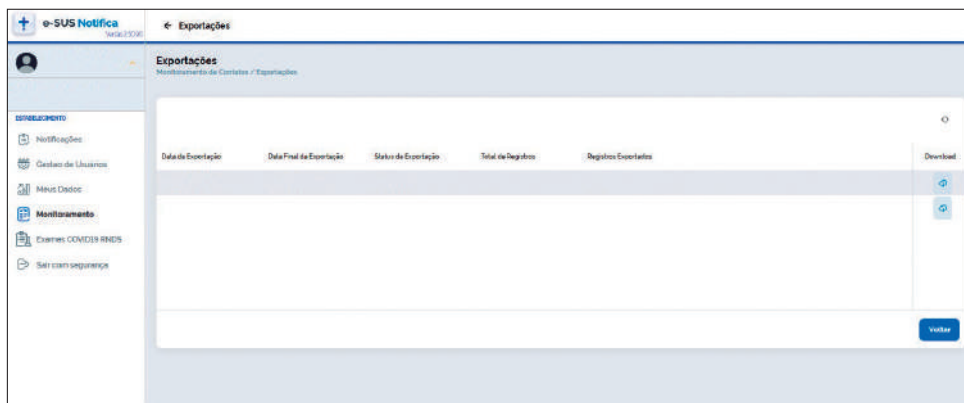 e-SUS Notifica
← Exportações
Exportações
Monitoramento de Contatos / Exportações
ESTABELECIMENTO
Notificações
Gestão de Usuários
Meus Dados
Monitoramento
Exames COVID19 RNDS
Sair com segurança
Data da Exportação Data Final da Exportação Status da Exportação Total de Registros Registros Exportados Download
Voltar